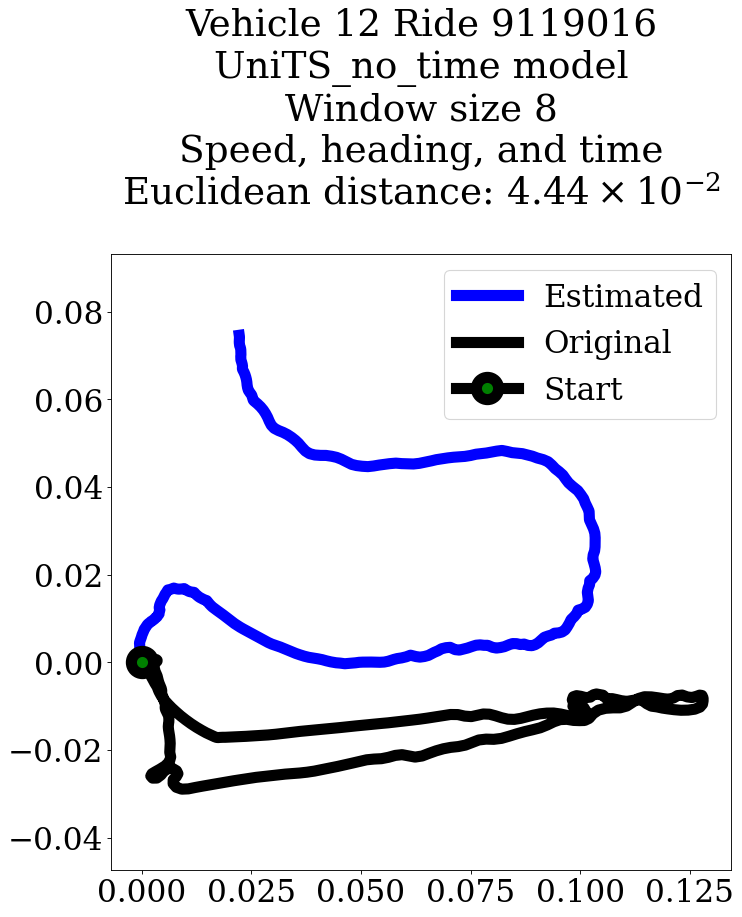 Vehicle 12 Ride 9119016
UniTS_no_time model
Window size 8
Speed, heading, and time
Euclidean distance: 4.44 × 10⁻²
Estimated
Original
Start
0.08
0.06
0.04
0.02
0.00
−0.02
−0.04
0.000 0.025 0.050 0.075 0.100 0.125